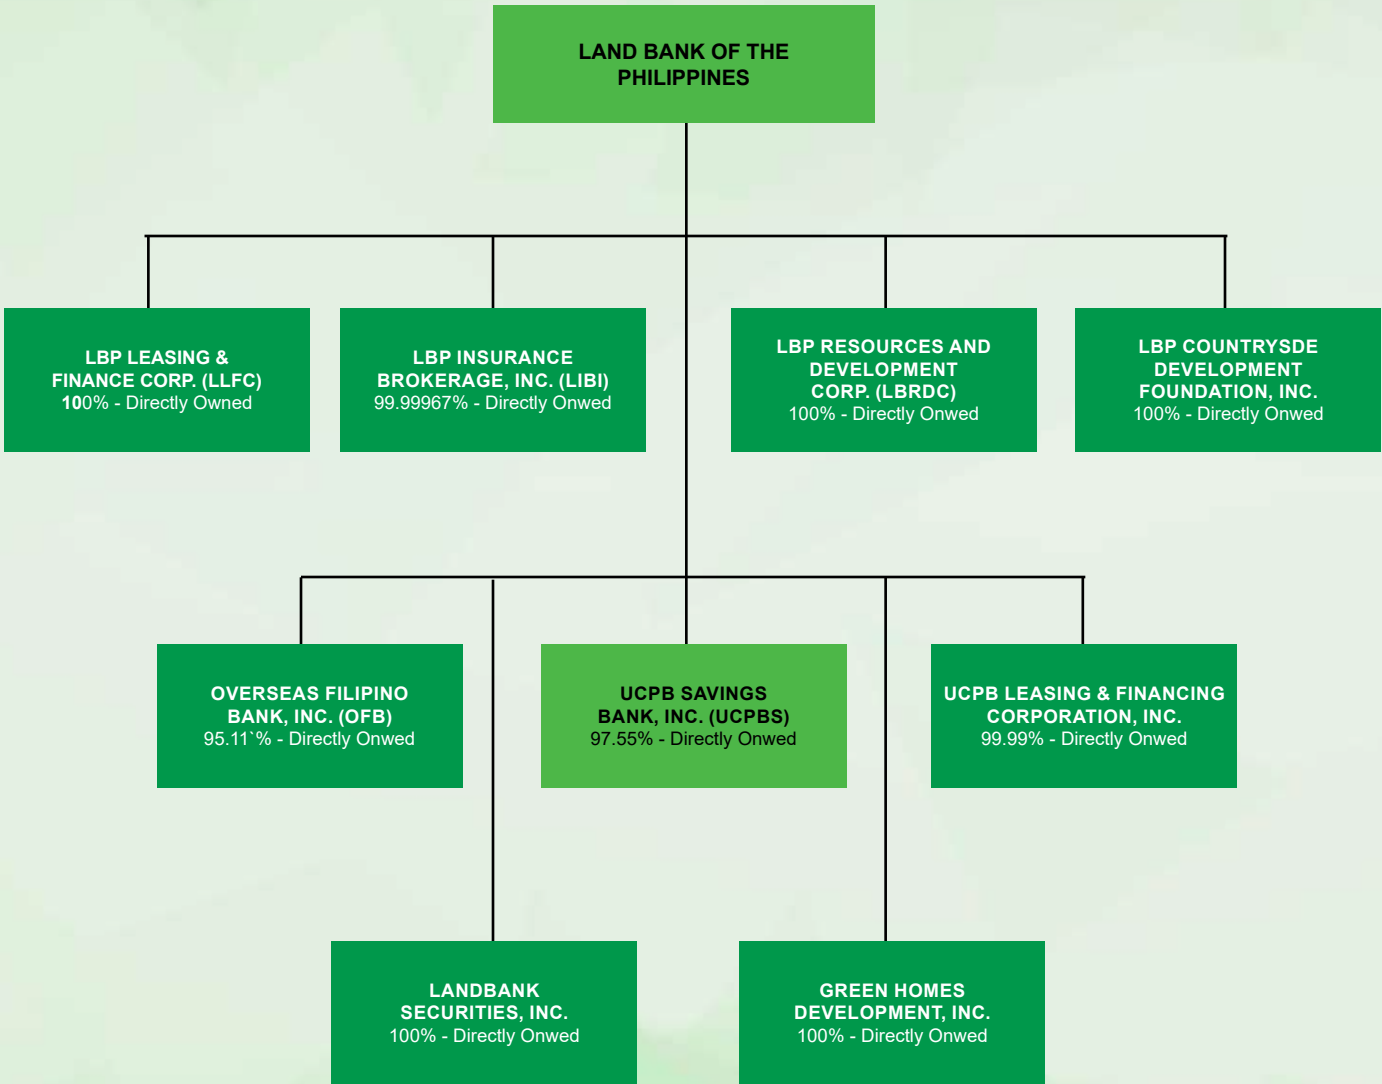 LAND BANK OF THE
PHILIPPINES
LBP LEASING &
FINANCE CORP. (LLFC)
100% - Directly Owned
LBP INSURANCE
BROKERAGE, INC. (LIBI)
99.99967% - Directly Onwed
LBP RESOURCES AND
DEVELOPMENT
CORP. (LBRDC)
100% - Directly Onwed
LBP COUNTRYSDE
DEVELOPMENT
FOUNDATION, INC.
100% - Directly Onwed
OVERSEAS FILIPINO
BANK, INC. (OFB)
95.11`% - Directly Onwed
UCPB SAVINGS
BANK, INC. (UCPBS)
97.55% - Directly Onwed
UCPB LEASING & FINANCING
CORPORATION, INC.
99.99% - Directly Onwed
LANDBANK
SECURITIES, INC.
100% - Directly Onwed
GREEN HOMES
DEVELOPMENT, INC.
100% - Directly Onwed